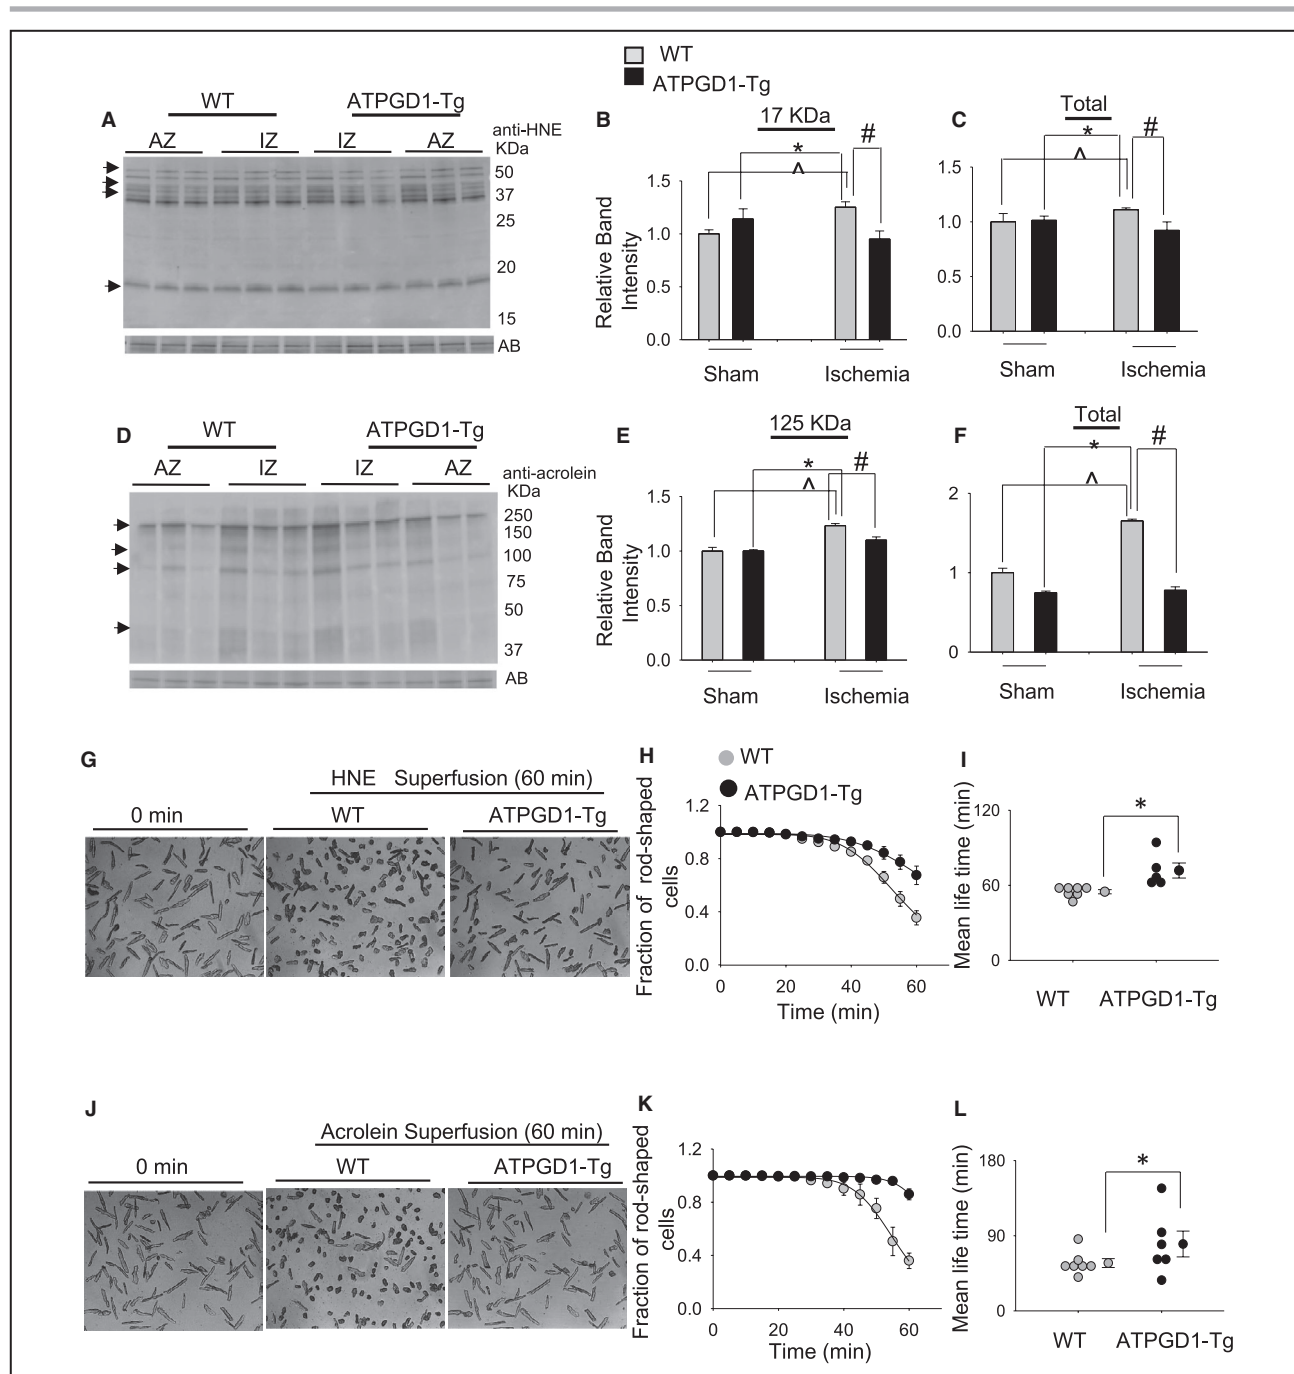 WT
ATPGD1-Tg
A
WT
ATPGD1-Tg
AZ
IZ
IZ
AZ
anti-HNE
KDa
50
37
25
20
15
AB
B
17 KDa
*
#
^
Relative Band
Intensity
1.5
1.0
0.5
0.0
Sham
Ischemia
C
Total
*
#
^
1.5
1.0
0.5
0.0
Sham
Ischemia
D
WT
ATPGD1-Tg
AZ
IZ
IZ
AZ
anti-acrolein
KDa
250
150
100
75
50
37
AB
E
125 KDa
*
#
^
Relative Band
Intensity
1.5
1.0
0.5
0.0
Sham
Ischemia
F
Total
*
#
^
2
1
0
Sham
Ischemia
G
HNE Superfusion (60 min)
0 min
WT
ATPGD1-Tg
H
WT
ATPGD1-Tg
Fraction of rod-shaped
cells
1.2
0.8
0.4
0.0
0
20
40
60
Time (min)
I
*
Mean life time (min)
120
60
0
WT
ATPGD1-Tg
J
Acrolein Superfusion (60 min)
0 min
WT
ATPGD1-Tg
K
Fraction of rod-shaped
cells
1.2
0.8
0.4
0.0
0
20
40
60
Time (min)
L
*
Mean life time (min)
180
90
0
WT
ATPGD1-Tg